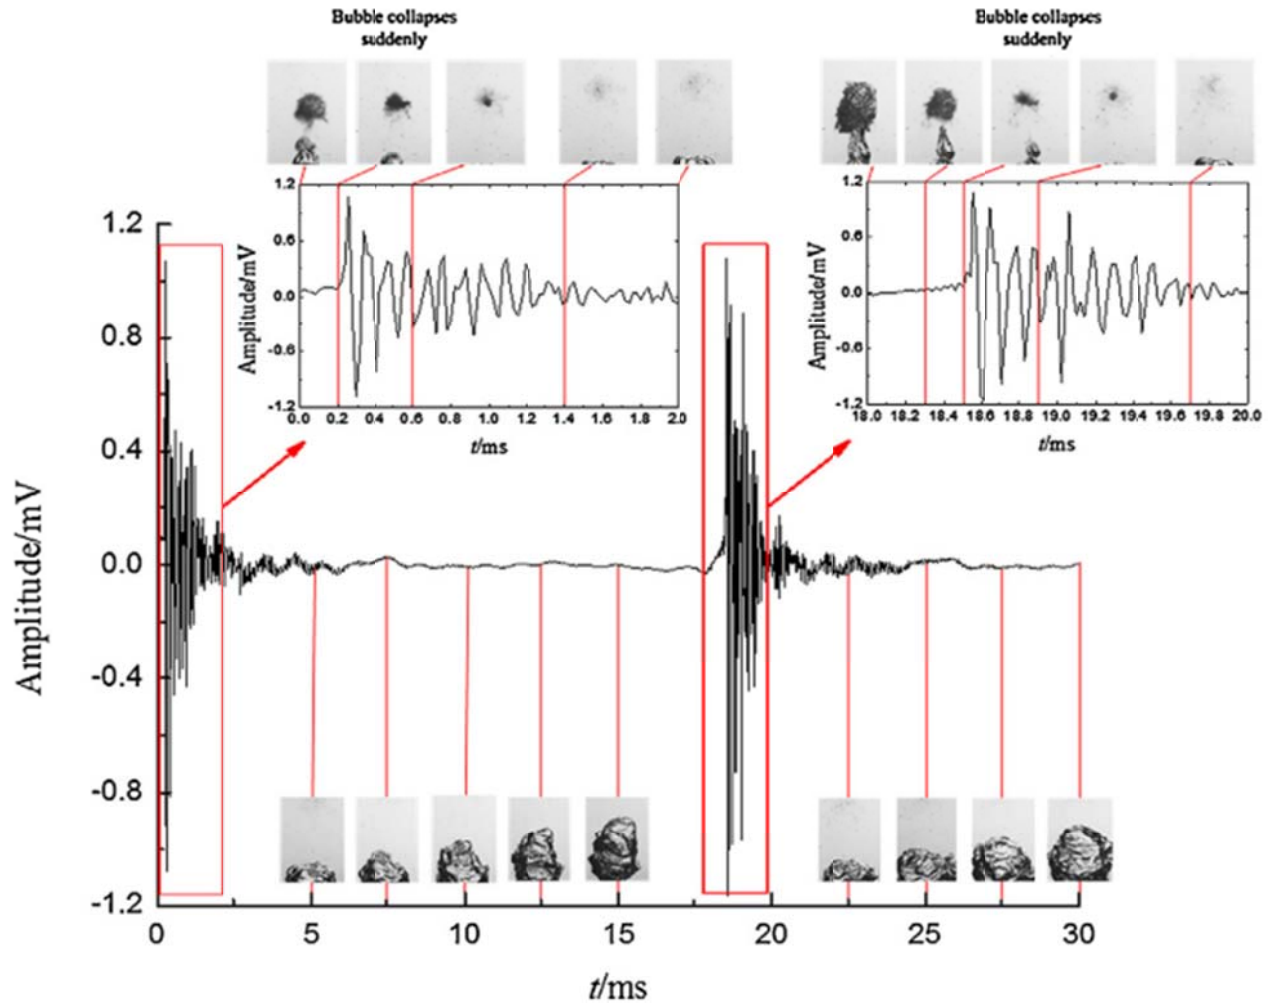 Bubble collapses
suddenly
Bubble collapses
suddenly
1.2
0.6
0.0
-0.6
-1.2
Amplitude/mV
0.0 0.2 0.4 0.6 0.8 1.0 1.2 1.4 1.6 1.8 2.0
t/ms
1.2
0.6
0.0
-0.6
-1.2
Amplitude/mV
18.0 18.2 18.4 18.6 18.8 19.0 19.2 19.4 19.6 19.8 20.0
t/ms
1.2
0.8
0.4
0.0
-0.4
-0.8
-1.2
Amplitude/mV
0 5 10 15 20 25 30
t/ms